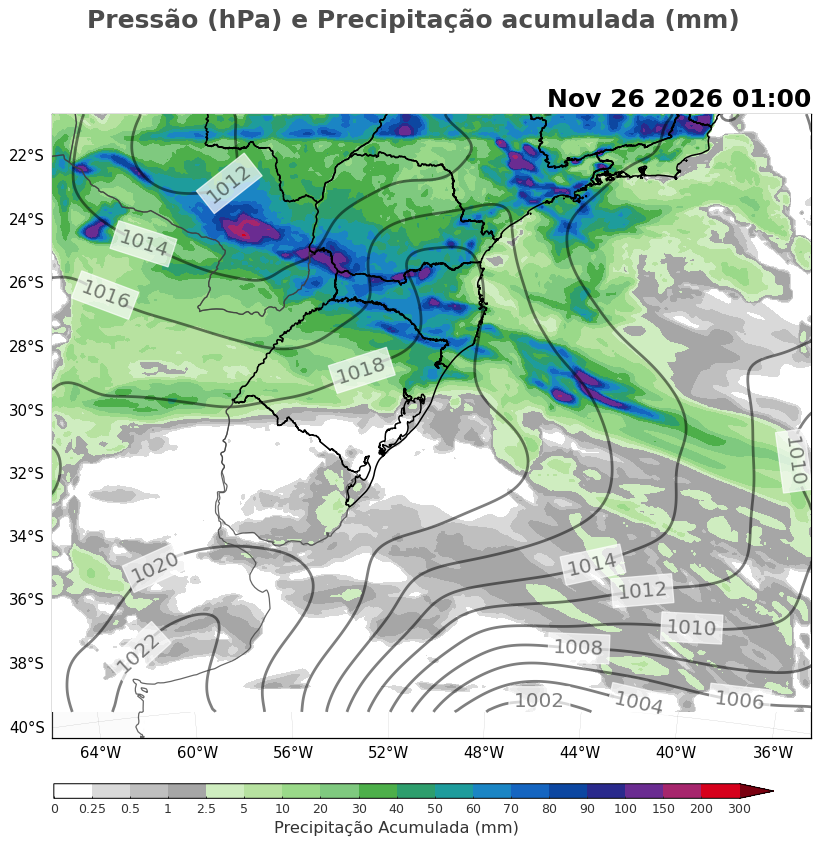 Pressão (hPa) e Precipitação acumulada (mm)
Nov 26 2026 01:00
22°S
24°S
26°S
28°S
30°S
32°S
34°S
36°S
38°S
40°S
1012
1014
1016
1018
1010
1020
1014
1012
1022
1010
1008
1002
1004
1006
64°W 60°W 56°W 52°W 48°W 44°W 40°W 36°W
0 0.25 0.5 1 2.5 5 10 20 30 40 50 60 70 80 90 100 150 200 300
Precipitação Acumulada (mm)